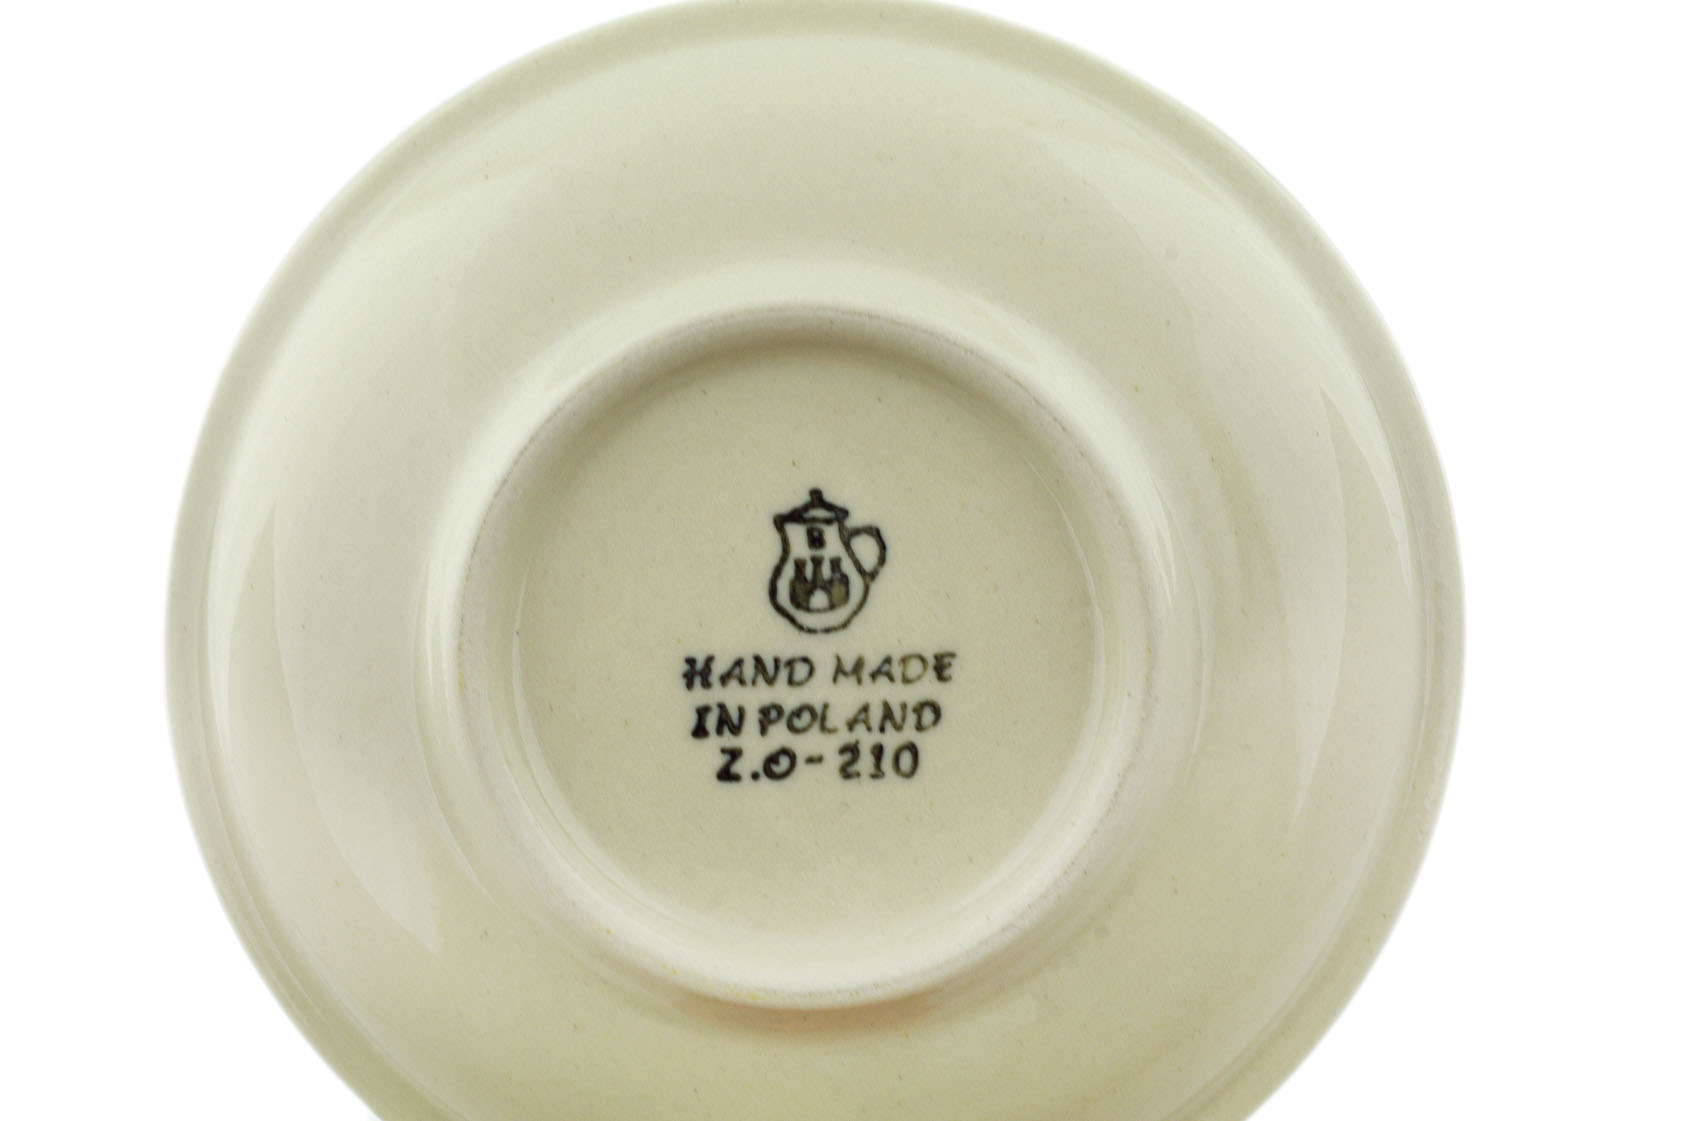 B
HAND MADE
IN POLAND
Z.O-210